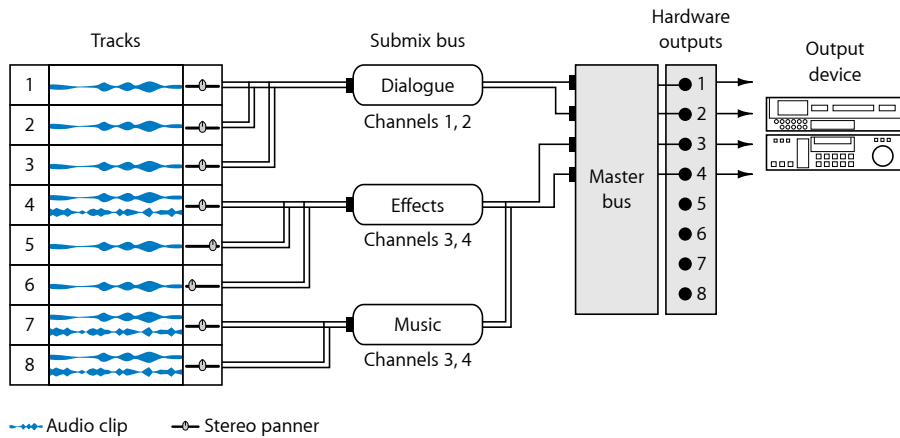 Tracks
Submix bus
Hardware
outputs
Output
device
1
2
3
4
5
6
7
8
Dialogue
Channels 1, 2
Effects
Channels 3, 4
Music
Channels 3, 4
Master
bus
1
2
3
4
5
6
7
8
Audio clip
Stereo panner